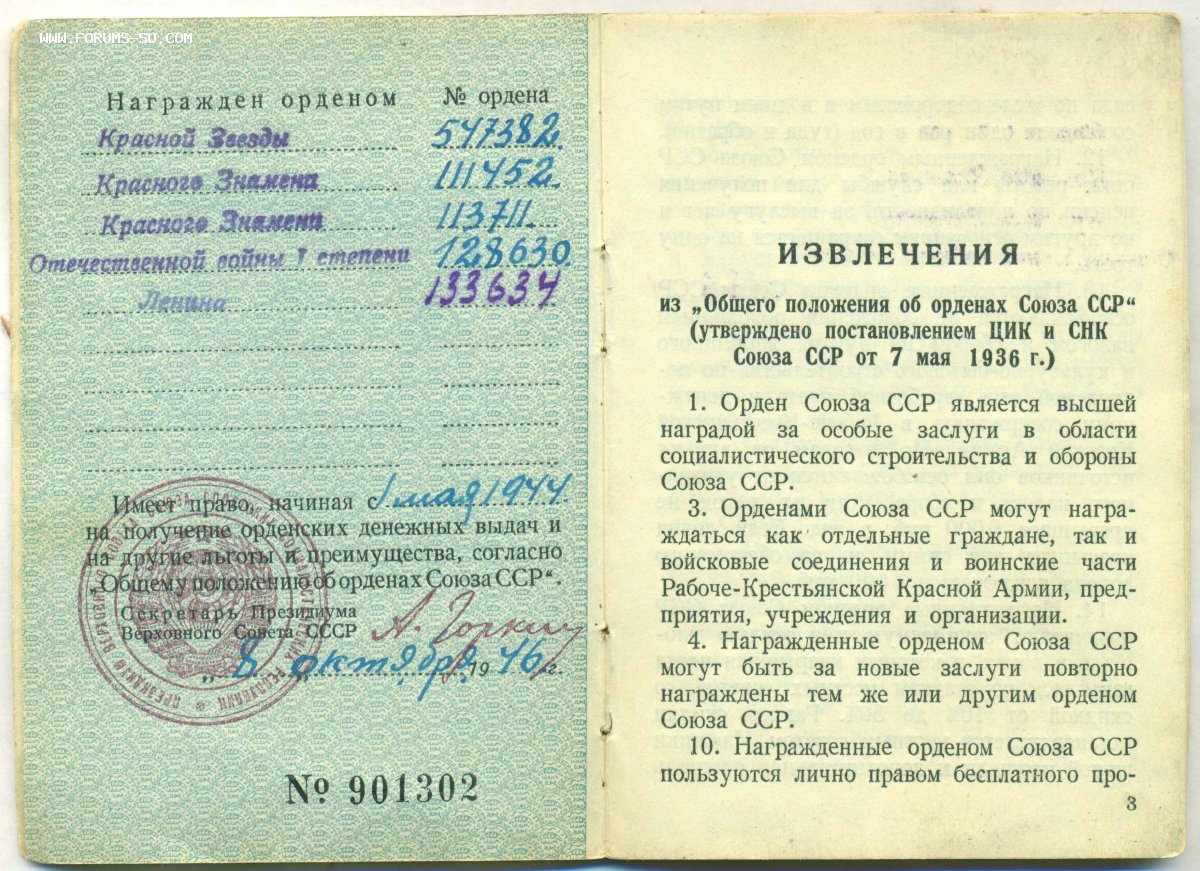 WWW.FORUMS-SU.COM
Награжден орденом № ордена
Красной Звезды 547382.
Красного Знамени 111452.
Красного Знамени 113711.
Отечественной войны I степени 128630
Ленина 133634
Имеет право, начиная с 1 мая 1944.
на получение орденских денежных выдач и
на другие льготы и преимущества, согласно
„Общему положению об орденах Союза ССР“.
Секретарь Президиума
Верховного Совета СССР А. Горкин
„8 октября 1946 г.
№ 901302
ИЗВЛЕЧЕНИЯ
из „Общего положения об орденах Союза ССР“
(утверждено постановлением ЦИК и СНК
Союза ССР от 7 мая 1936 г.)
1. Орден Союза ССР является высшей
наградой за особые заслуги в области
социалистического строительства и обороны
Союза ССР.
3. Орденами Союза ССР могут награ-
ждаться как отдельные граждане, так и
войсковые соединения и воинские части
Рабоче-Крестьянской Красной Армии, пред-
приятия, учреждения и организации.
4. Награжденные орденом Союза ССР
могут быть за новые заслуги повторно
награждены тем же или другим орденом
Союза ССР.
10. Награжденные орденом Союза ССР
пользуются лично правом бесплатного про-
3